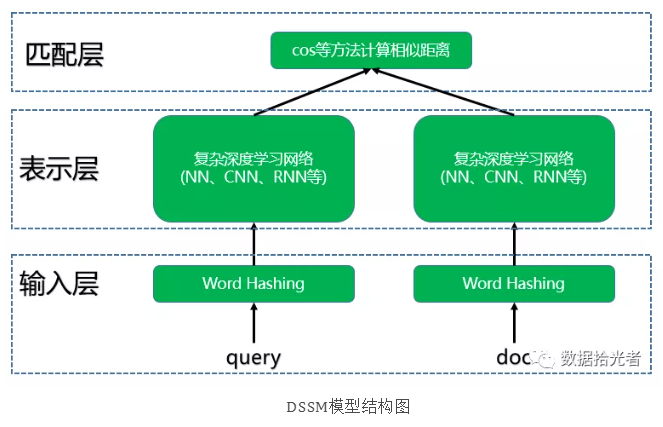 匹配层
cos等方法计算相似距离
表示层
复杂深度学习网络
(NN、CNN、RNN等)
复杂深度学习网络
(NN、CNN、RNN等)
输入层
Word Hashing
Word Hashing
query
doc
数据拾光者
DSSM模型结构图